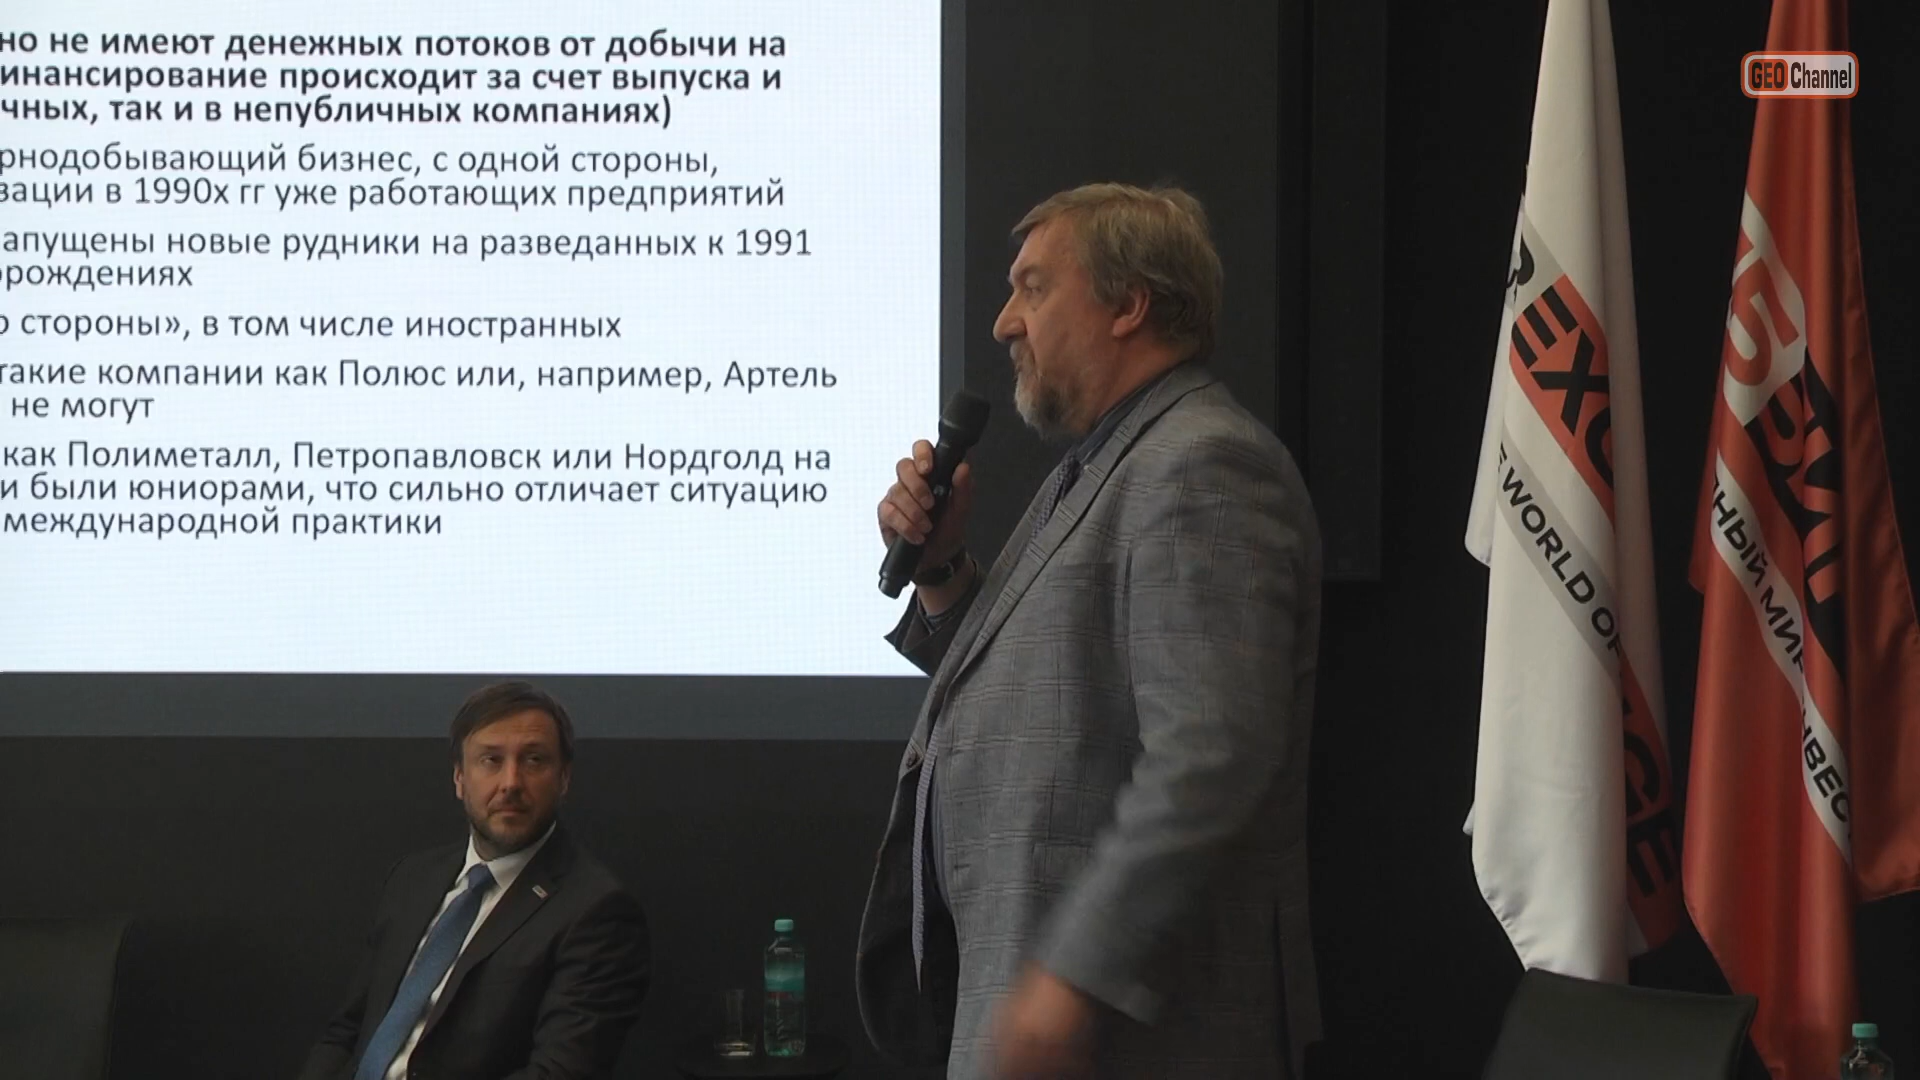 но не имеют денежных потоков от добычи на
инансирование происходит за счет выпуска и
чных, так и в непубличных компаниях)
рнодобывающий бизнес, с одной стороны,
зации в 1990х гг уже работающих предприятий
апущены новые рудники на разведанных к 1991
рождениях
о стороны», в том числе иностранных
такие компании как Полюс или, например, Артель
не могут
как Полиметалл, Петропавловск или Нордголд на
и были юниорами, что сильно отличает ситуацию
международной практики
GEO Channel
WORLD OF